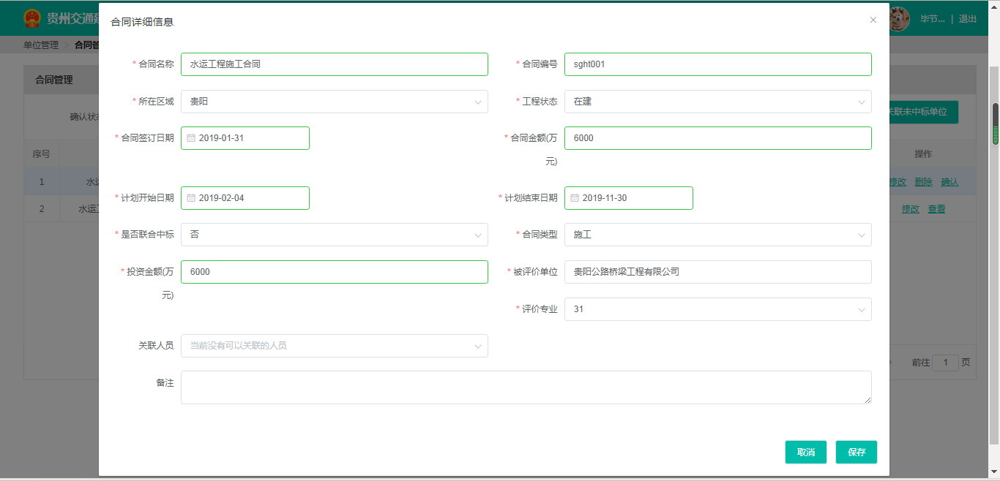 贵州交通建
合同详细信息
毕节... | 退出
单位管理 > 合同管
合同管理
* 合同名称 水运工程施工合同
* 合同编号 sght001
* 所在区域 贵阳
* 工程状态 在建
确认状态
关联未中标单位
* 合同签订日期 2019-01-31
* 合同金额(万
元)
6000
序号
操作
1
水运
修改 删除 确认
* 计划开始日期 2019-02-04
* 计划结束日期 2019-11-30
2
水运工
修改 查看
* 是否联合中标 否
* 合同类型 施工
* 投资金额(万
元)
6000
* 被评价单位 贵阳公路桥梁工程有限公司
* 评价专业 31
关联人员 当前没有可以关联的人员
前往 1 页
备注
取消
保存